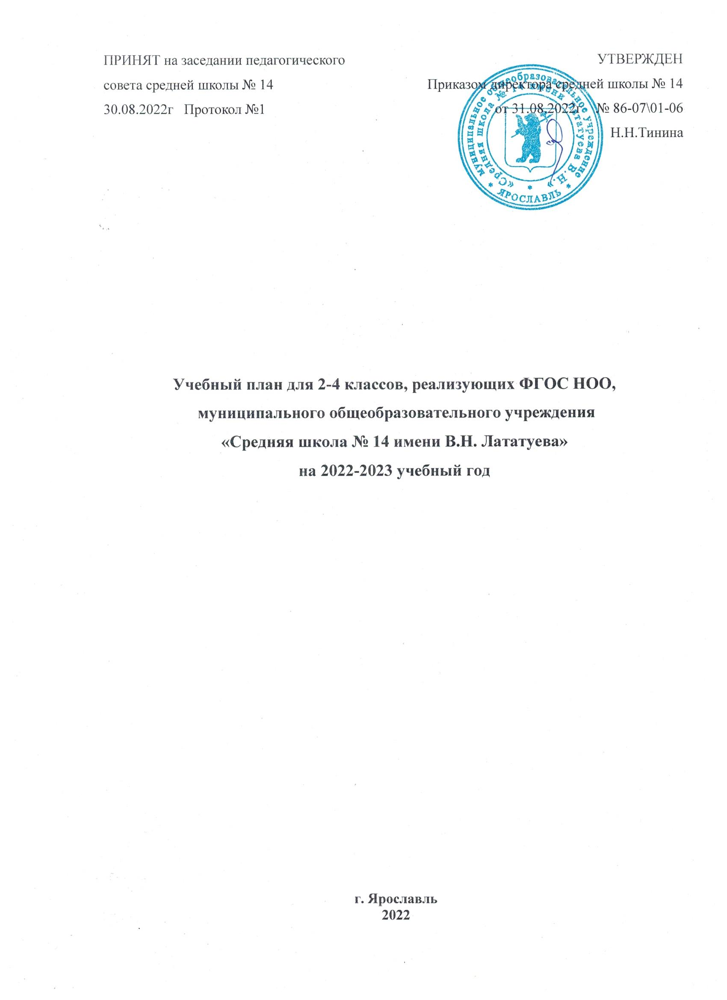 ПРИНЯТ на заседании педагогического
совета средней школы № 14
30.08.2022г Протокол №1
УТВЕРЖДЕН
Приказом директора средней школы № 14
от 31.08.2022г № 86-07\01-06
Н.Н.Тинина
муниципальное общеобразовательное учреждение
«Средняя школа № 14 имени Лататуева В.Н.»
ЯРОСЛАВЛЬ
Учебный план для 2-4 классов, реализующих ФГОС НОО,
муниципального общеобразовательного учреждения
«Средняя школа № 14 имени В.Н. Лататуева»
на 2022-2023 учебный год
г. Ярославль
2022